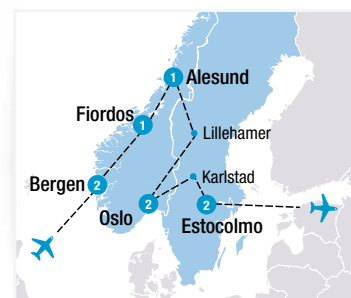 1 Alesund
Fiordos
1
Lillehamer
Bergen 2
Karlstad
Oslo 2
2
Estocolmo